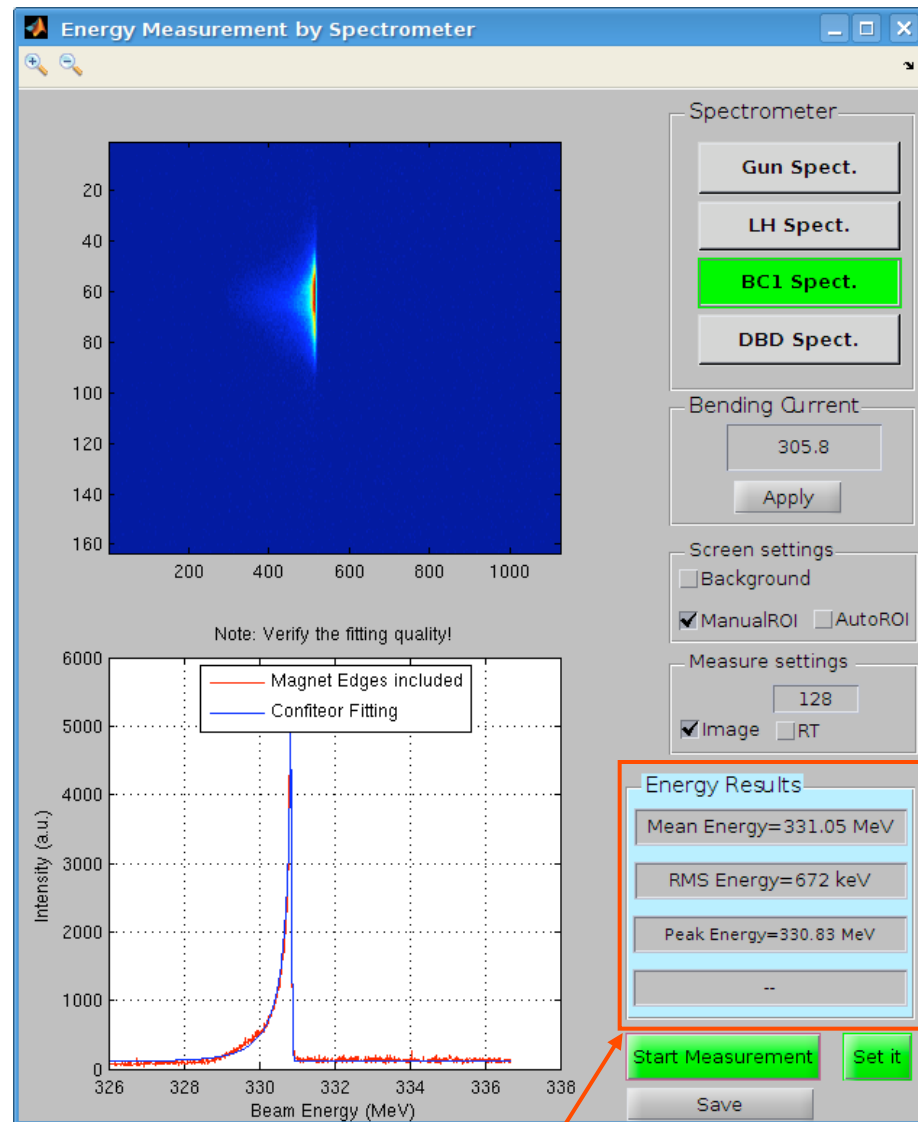 Energy Measurement by Spectrometer
20
40
60
80
100
120
140
160
200 400 600 800 1000
Note: Verify the fitting quality!
6000
5000
4000
3000
2000
1000
0
Intensity (a.u.)
Magnet Edges included
Confiteor Fitting
326 328 330 332 334 336 338
Beam Energy (MeV)
Spectrometer
Gun Spect.
LH Spect.
BC1 Spect.
DBD Spect.
Bending Current
305.8
Apply
Screen settings
Background
ManualROI AutoROI
Measure settings
128
Image RT
Energy Results
Mean Energy=331.05 MeV
RMS Energy=672 keV
Peak Energy=330.83 MeV
--
Start Measurement Set it
Save